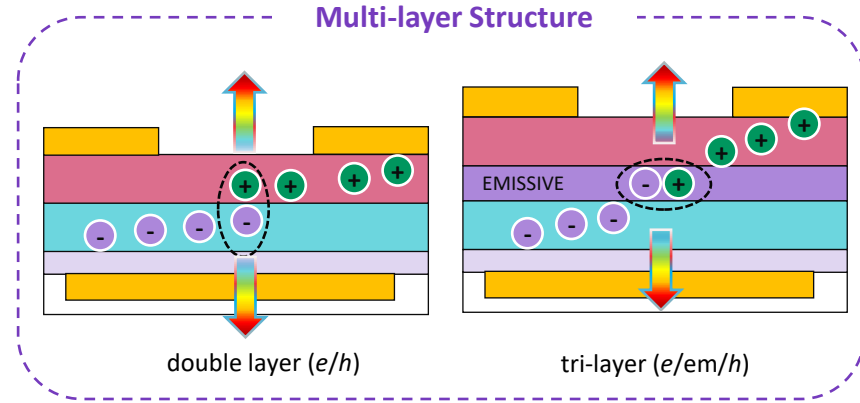 Multi-layer Structure
+ + + +
- - - -
double layer (e/h)
+ + +
EMISSIVE - +
- - -
tri-layer (e/em/h)